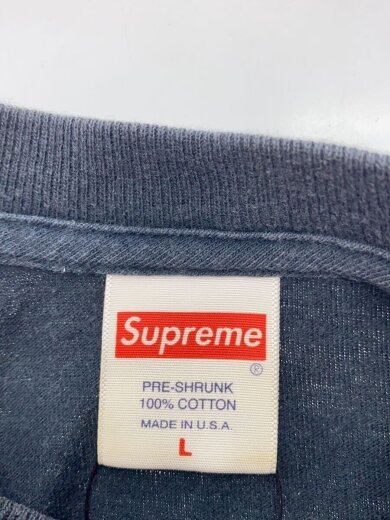 Supreme
®
PRE-SHRUNK
100% COTTON
MADE IN U.S.A.
L